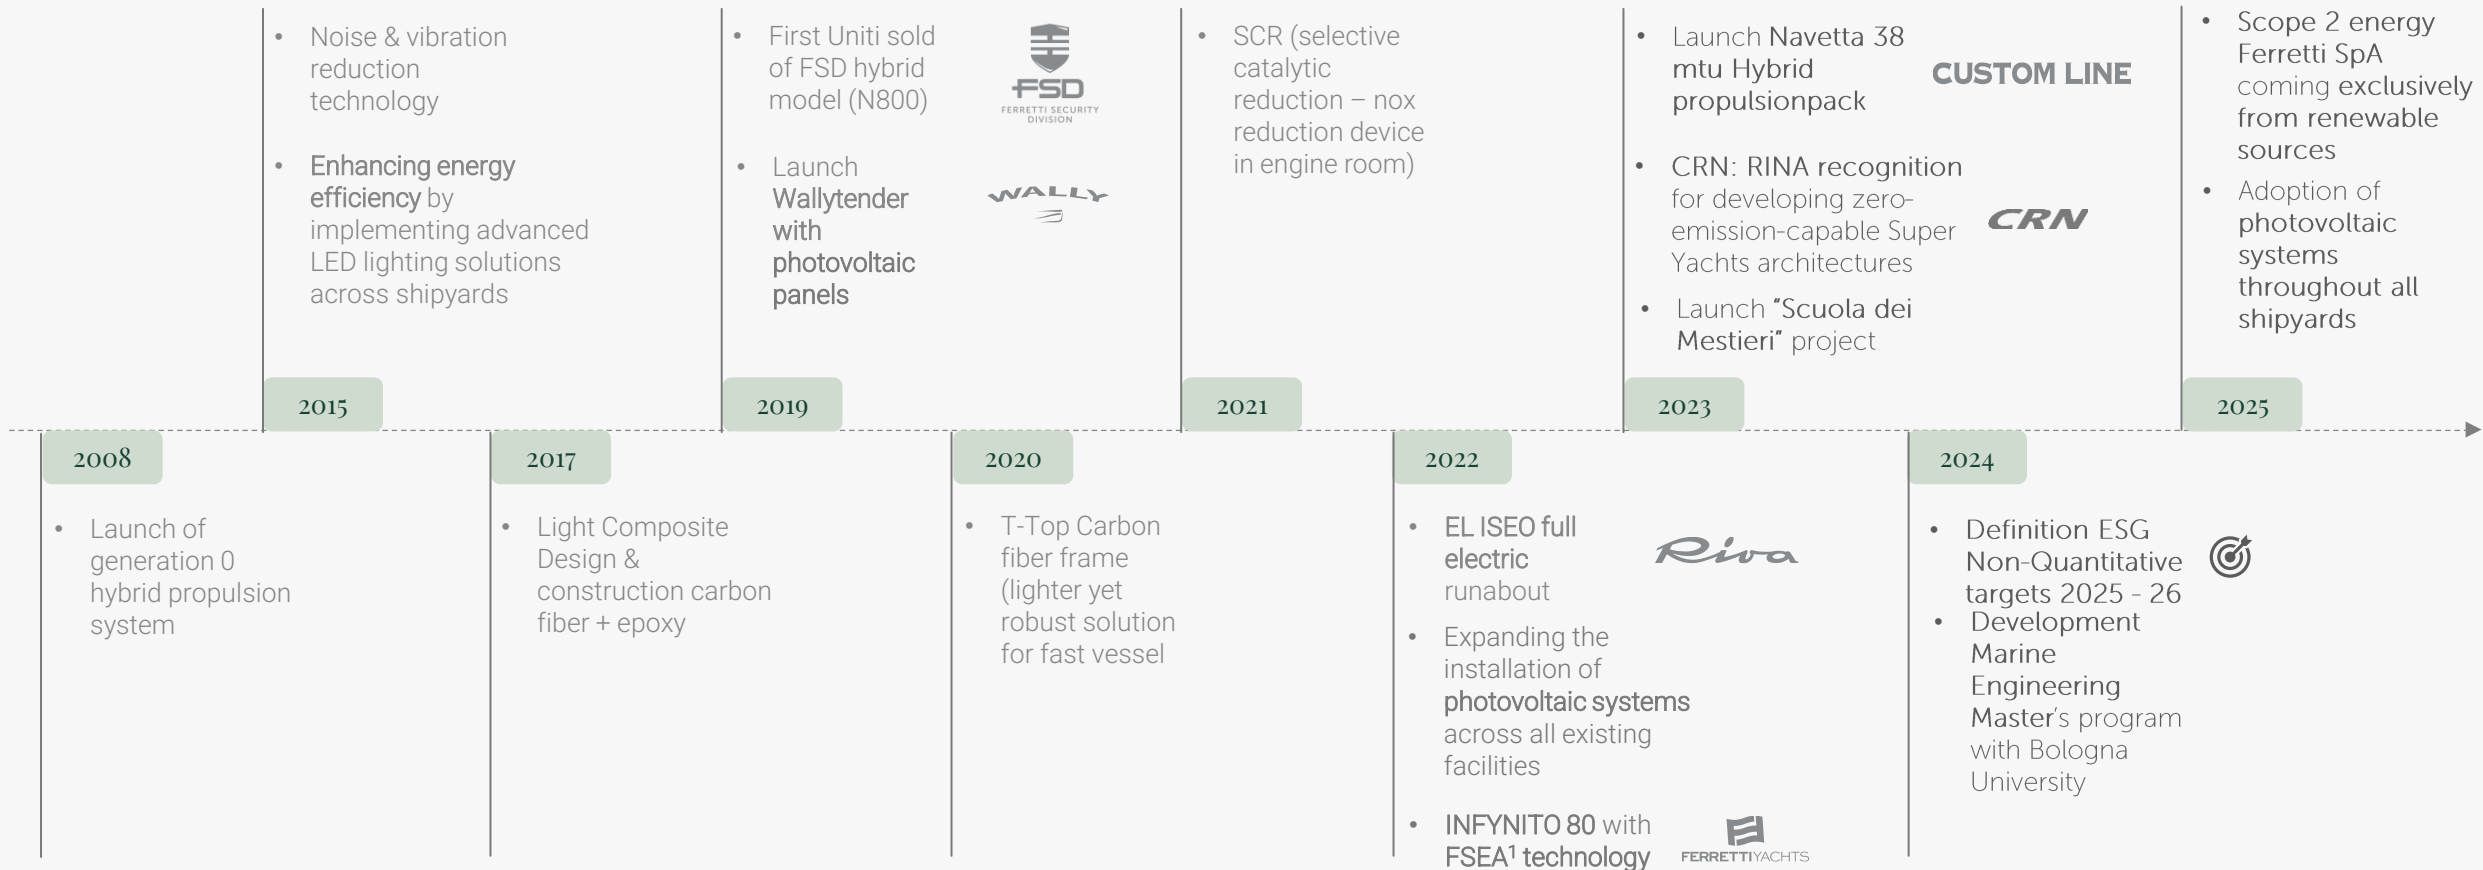 • Noise & vibration
reduction
technology
• Enhancing energy
efficiency by
implementing advanced
LED lighting solutions
across shipyards
2015
• First Uniti sold
of FSD hybrid
model (N800)
FSD
FERRETTI SECURITY
DIVISION
• Launch
Wallytender
with
photovoltaic
panels
WALLY
2019
• SCR (selective
catalytic
reduction – nox
reduction device
in engine room)
2021
• Launch Navetta 38
mtu Hybrid
propulsionpack
CUSTOM LINE
• CRN: RINA recognition
for developing zero-
emission-capable Super
Yachts architectures
CRN
• Launch “Scuola dei
Mestieri” project
2023
• Scope 2 energy
Ferretti SpA
coming exclusively
from renewable
sources
• Adoption of
photovoltaic
systems
throughout all
shipyards
2025
2008
• Launch of
generation 0
hybrid propulsion
system
2017
• Light Composite
Design &
construction carbon
fiber + epoxy
2020
• T-Top Carbon
fiber frame
(lighter yet
robust solution
for fast vessel
2022
• EL ISEO full
electric
runabout
Riva
• Expanding the
installation of
photovoltaic systems
across all existing
facilities
• INFYNITO 80 with
FSEA¹ technology
FERRETTIYACHTS
2024
• Definition ESG
Non-Quantitative
targets 2025 - 26
• Development
Marine
Engineering
Master’s program
with Bologna
University